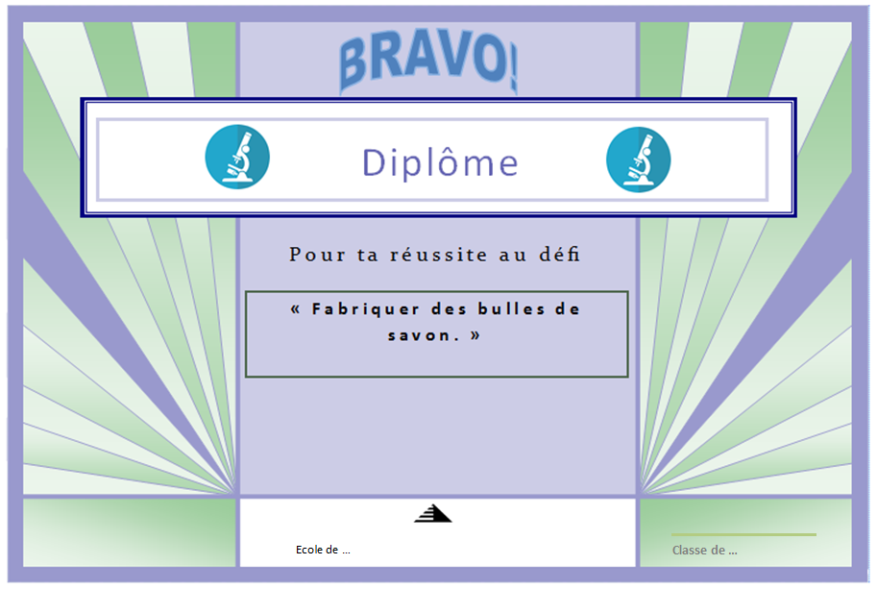 BRAVO!
Diplôme
Pour ta réussite au défi
« Fabriquer des bulles de
savon. »
Ecole de ...
Classe de ...